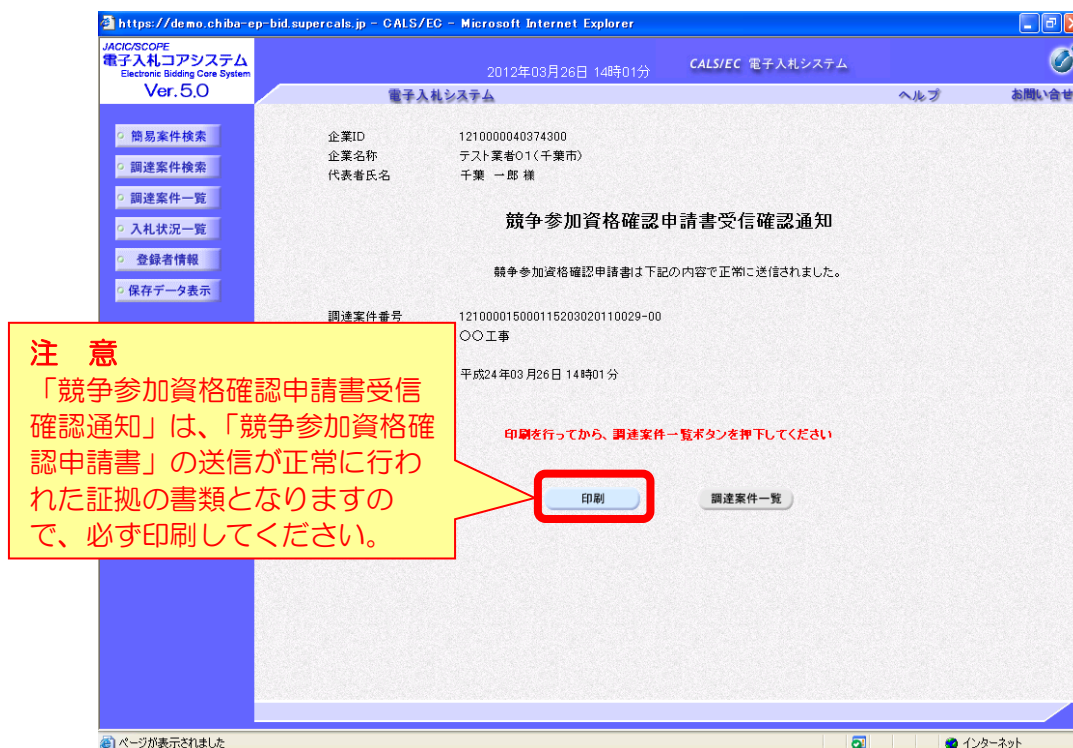 https://demo.chiba-ep-bid.supercals.jp - CALS/EC - Microsoft Internet Explorer
JACIC/SCOPE
電子入札コアシステム
Electronic Bidding Core System
Ver.5.0
2012年03月26日 14時01分
CALS/EC 電子入札システム
電子入札システム
ヘルプ
お問い合せ
簡易案件検索
調達案件検索
調達案件一覧
入札状況一覧
登録者情報
保存データ表示
企業ID 1210000040374300
企業名称 テスト業者01(千葉市)
代表者氏名 千葉 一郎 様
競争参加資格確認申請書受信確認通知
競争参加資格確認申請書は下記の内容で正常に送信されました。
調達案件番号 12100001500011520302011​0029-00
〇〇工事
平成24年03月26日 14時01分
印刷を行ってから、調達案件一覧ボタンを押下してください
印刷
調達案件一覧
注 意
「競争参加資格確認申請書受信
確認通知」は、「競争参加資格確
認申請書」の送信が正常に行わ
れた証拠の書類となりますの
で、必ず印刷してください。
ページが表示されました
インターネット